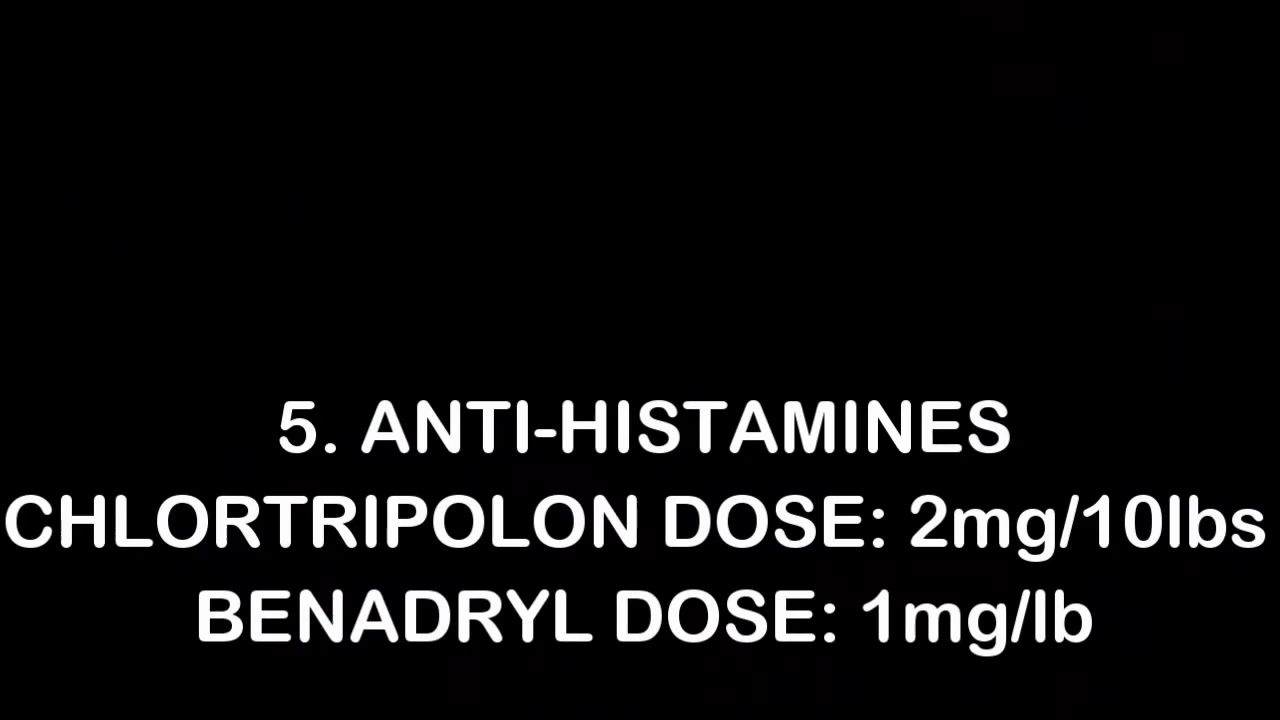 5. ANTI-HISTAMINES
CHLORTRIPOLON DOSE: 2mg/10lbs
BENADRYL DOSE: 1mg/lb